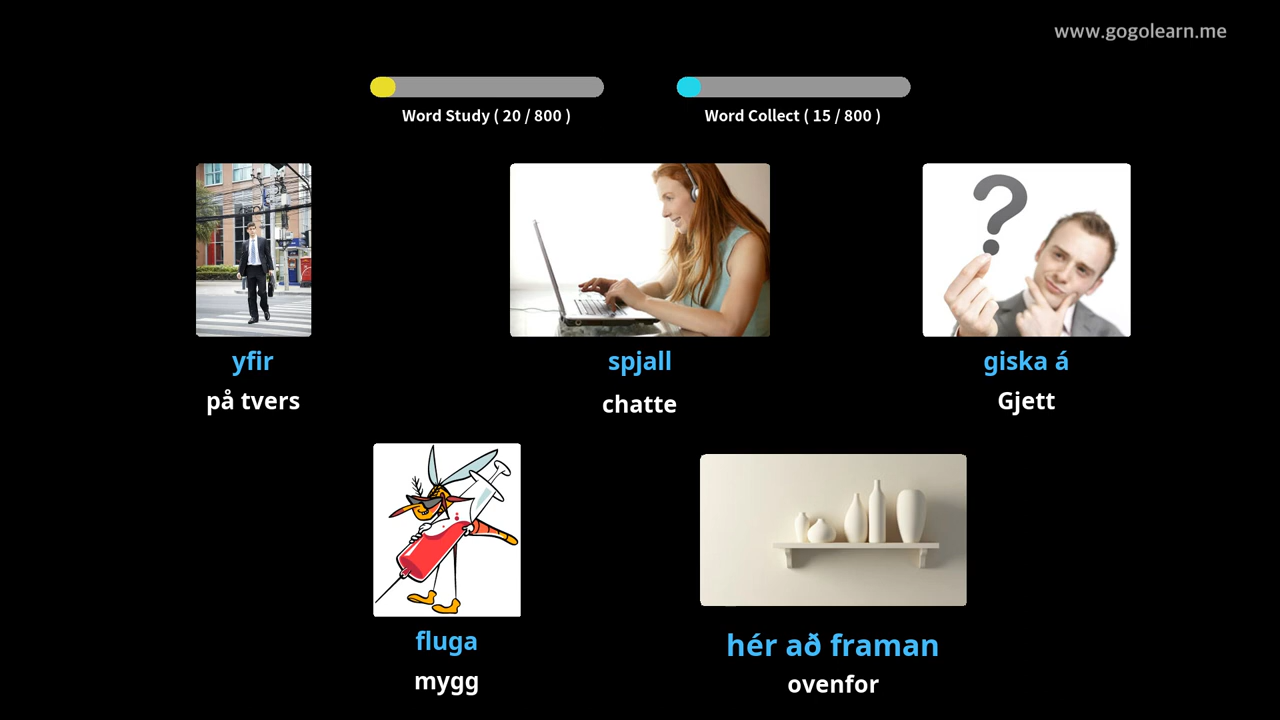 www.gogolearn.me
Word Study ( 20 / 800 )
Word Collect ( 15 / 800 )
yfir
på tvers
spjall
chatte
giska á
Gjett
fluga
mygg
hér að framan
ovenfor